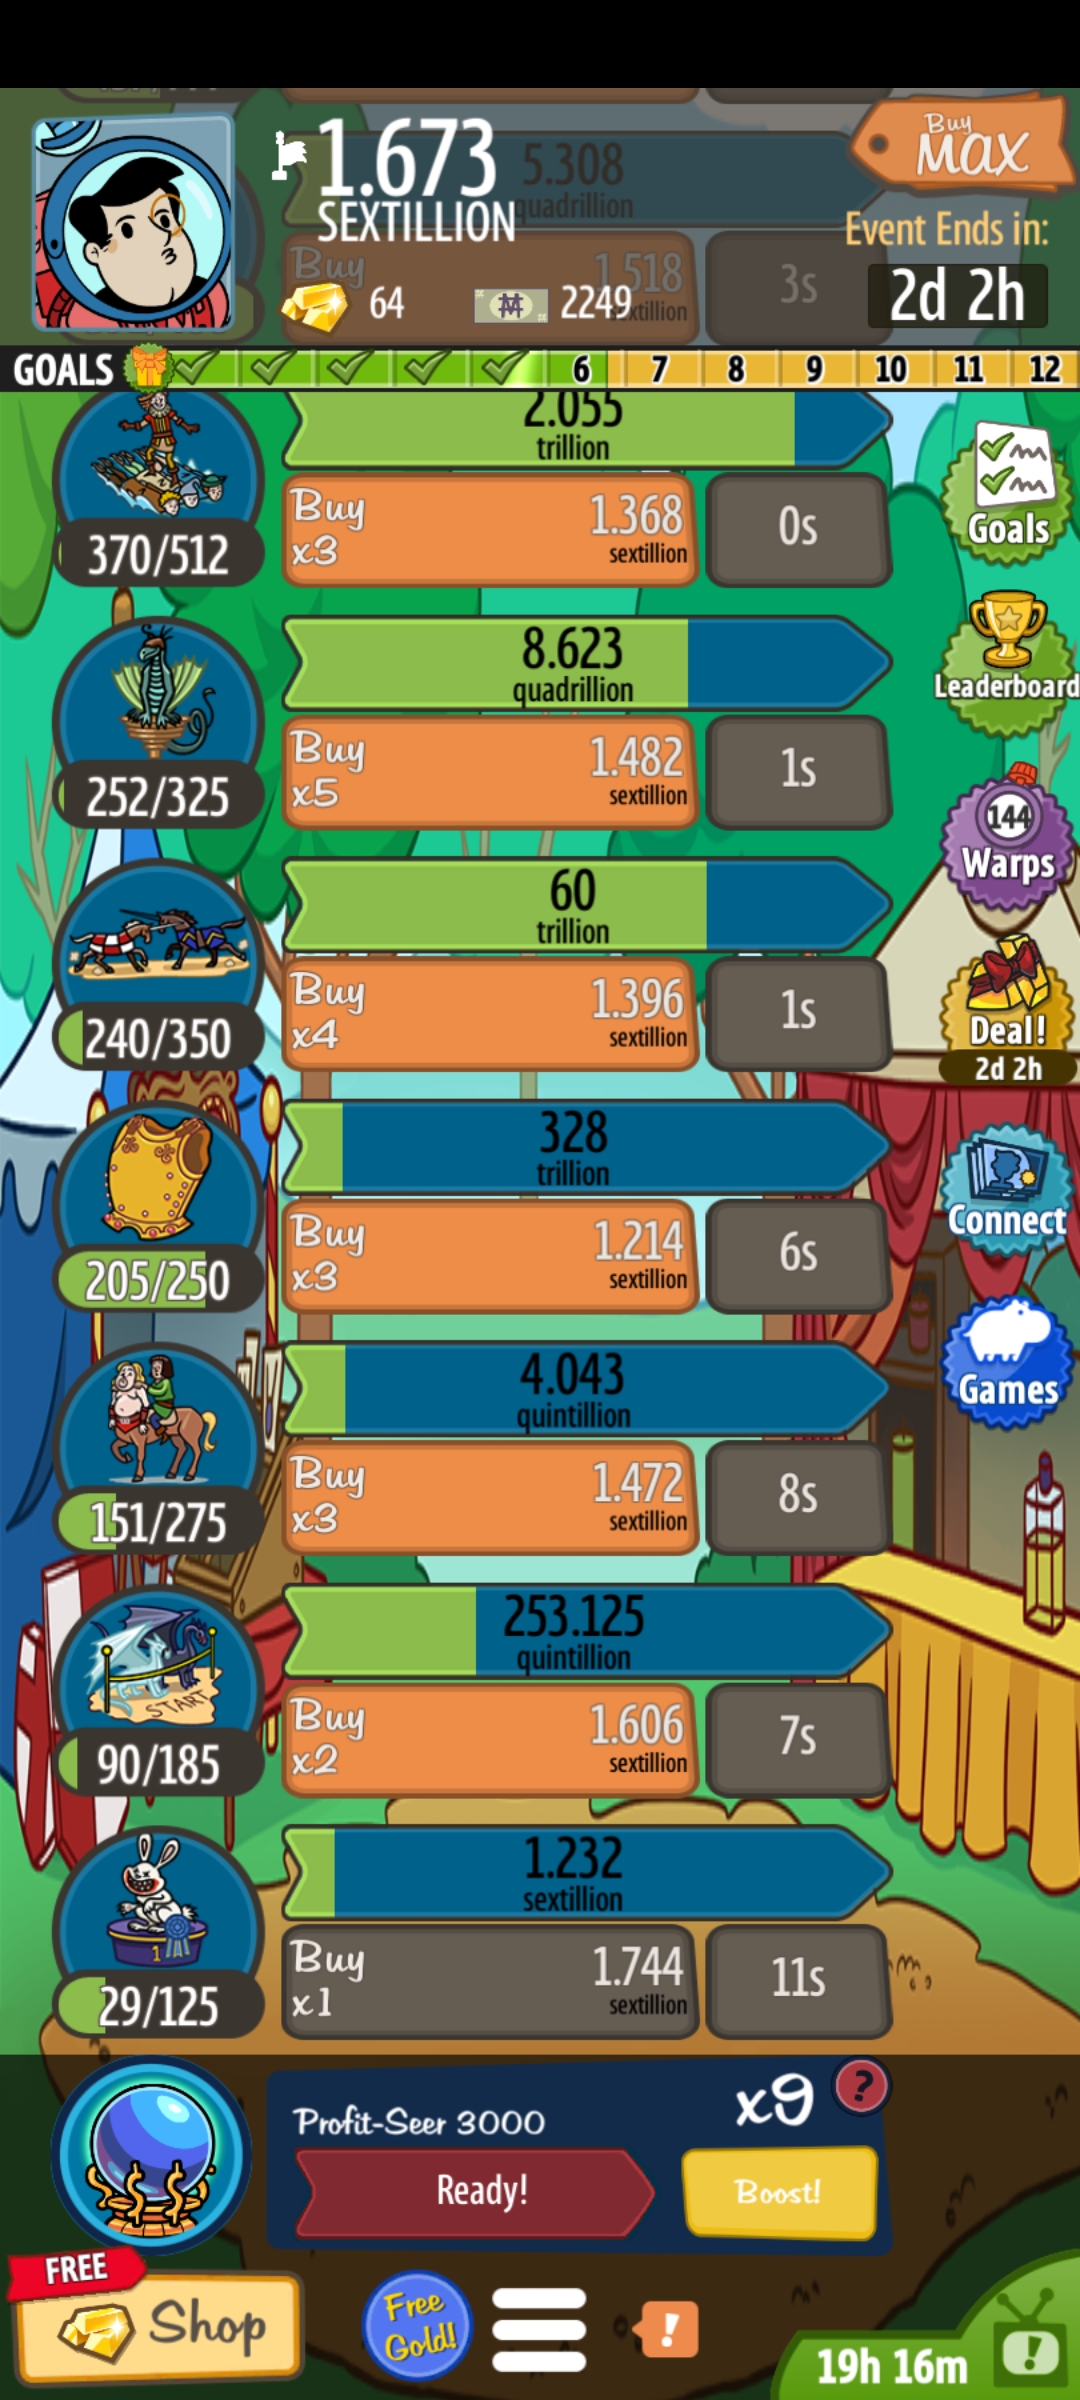 1.673
SEXTILLION
5.308
quadrillion
Buy
1.518
sextillion
3s
64
2249
Buy
MAX
Event Ends in:
2d 2h
GOALS
6 7 8 9 10 11 12
2.055
trillion
370/512
Buy
x3
1.368
sextillion
0s
Goals
8.623
quadrillion
252/325
Buy
x5
1.482
sextillion
1s
Leaderboard
60
trillion
240/350
Buy
x4
1.396
sextillion
1s
144
Warps
Deal!
2d 2h
328
trillion
205/250
Buy
x3
1.214
sextillion
6s
Connect
4.043
quintillion
151/275
Buy
x3
1.472
sextillion
8s
Games
253.125
quintillion
START
90/185
Buy
x2
1.606
sextillion
7s
1.232
sextillion
1
29/125
Buy
x1
1.744
sextillion
11s
Profit-Seer 3000
x9
?
Ready!
Boost!
FREE
Shop
Free
Gold!
!
19h 16m
!